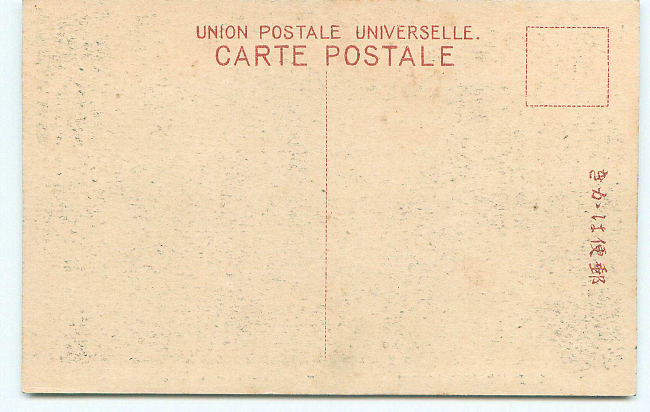 UNION POSTALE UNIVERSELLE.
CARTE POSTALE
きかは便郵